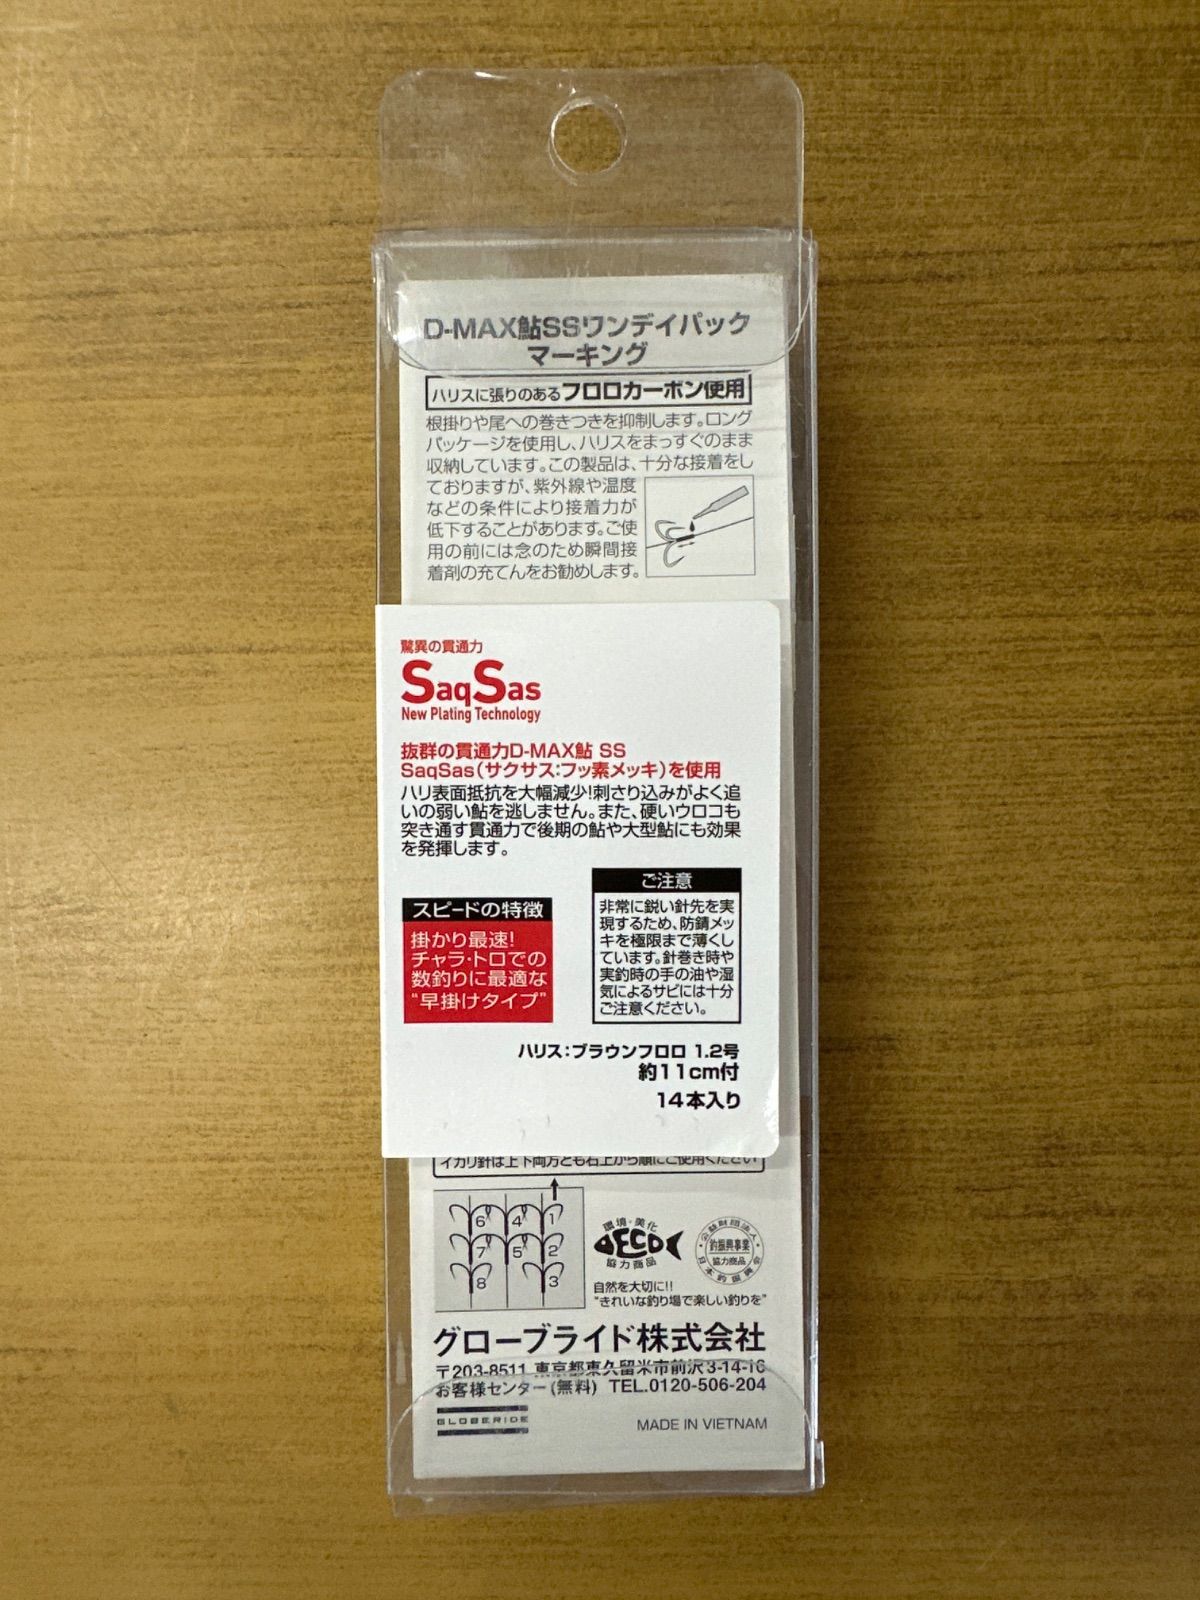 D-MAX鮎SSワンデイパック
マーキング
ハリスに張りのあるフロロカーボン使用
根掛りや尾への巻きつきを抑制します。ロング
パッケージを使用し、ハリスをまっすぐのまま
収納しています。この製品は、十分な接着をし
ておりますが、紫外線や温度
などの条件により接着力が
低下することがあります。ご使
用の前には念のため瞬間接
着剤の充てんをお勧めします。
驚異の貫通力
SaqSas
New Plating Technology
抜群の貫通力D-MAX鮎 SS
SaqSas(サクサス:フッ素メッキ)を使用
ハリ表面抵抗を大幅減少!刺さり込みがよく追
いの弱い鮎を逃しません。また、硬いウロコも
突き通す貫通力で後期の鮎や大型鮎にも効果
を発揮します。
スピードの特徴
掛かり最速!
チャラ・トロでの
数釣りに最適な
"早掛けタイプ"
ご注意
非常に鋭い針先を実
現するため、防錆メッ
キを極限まで薄くし
ています。針巻き時や
実釣時の手の油や湿
気によるサビには十分
ご注意ください。
ハリス:ブラウンフロロ 1.2号
約11cm付
14本入り
イカリ針は上下両方とも右上から順にご使用ください
6 4 1
7 5 2
8 3
環境・美化
ECO
協力商品
公益財団法人
釣振興事業
協力商品
日本釣振興会
自然を大切に!!
"きれいな釣り場で楽しい釣りを"
グローブライド株式会社
〒203-8511 東京都東久留米市前沢3-14-16
お客様センター(無料) TEL.0120-506-204
GLOBERIDE
MADE IN VIETNAM